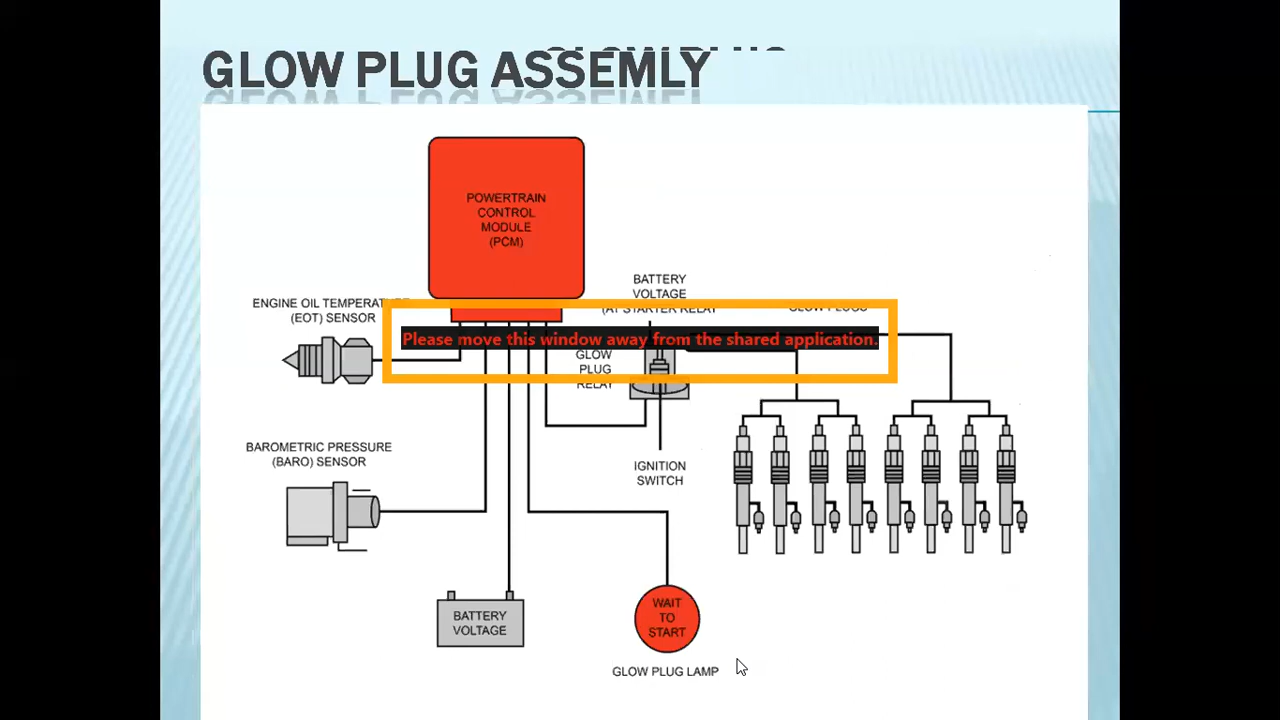 GLOW PLUG ASSEMLY
POWERTRAIN
CONTROL
MODULE
(PCM)
BATTERY
VOLTAGE
(AT STARTER RELAY
GLOW PLUGS
ENGINE OIL TEMPERATURE
(EOT) SENSOR
Please move this window away from the shared application.
GLOW
PLUG
RELAY
BAROMETRIC PRESSURE
(BARO) SENSOR
IGNITION
SWITCH
BATTERY
VOLTAGE
WAIT
TO
START
GLOW PLUG LAMP